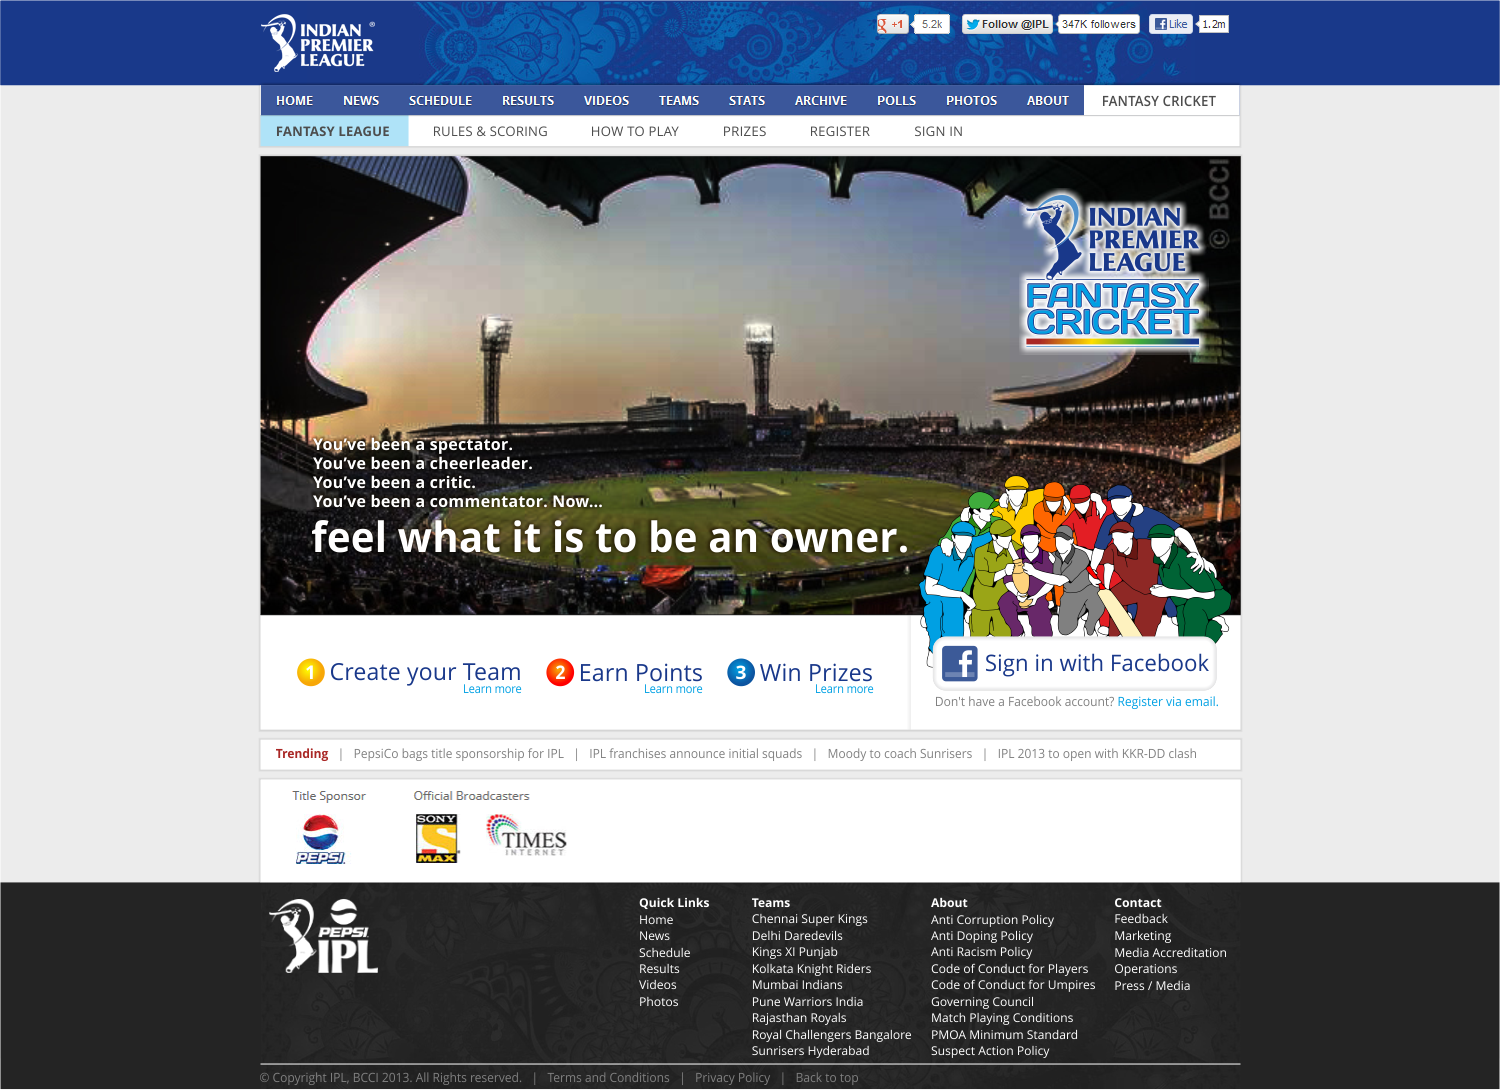 INDIAN
PREMIER
LEAGUE
®
g +1 5.2k Follow @IPL 347K followers f Like 1.2m
HOME NEWS SCHEDULE RESULTS VIDEOS TEAMS STATS ARCHIVE POLLS PHOTOS ABOUT FANTASY CRICKET
FANTASY LEAGUE RULES & SCORING HOW TO PLAY PRIZES REGISTER SIGN IN
© BCCI
INDIAN
PREMIER
LEAGUE
FANTASY
CRICKET
You've been a spectator.
You've been a cheerleader.
You've been a critic.
You've been a commentator. Now...
feel what it is to be an owner.
1 Create your Team
Learn more
2 Earn Points
Learn more
3 Win Prizes
Learn more
f Sign in with Facebook
Don't have a Facebook account? Register via email.
Trending | PepsiCo bags title sponsorship for IPL | IPL franchises announce initial squads | Moody to coach Sunrisers | IPL 2013 to open with KKR-DD clash
Title Sponsor
PEPSI
Official Broadcasters
SONY
S
MAX
TIMES
INTERNET
PEPSI
IPL
Quick Links
Home
News
Schedule
Results
Videos
Photos
Teams
Chennai Super Kings
Delhi Daredevils
Kings XI Punjab
Kolkata Knight Riders
Mumbai Indians
Pune Warriors India
Rajasthan Royals
Royal Challengers Bangalore
Sunrisers Hyderabad
About
Anti Corruption Policy
Anti Doping Policy
Anti Racism Policy
Code of Conduct for Players
Code of Conduct for Umpires
Governing Council
Match Playing Conditions
PMOA Minimum Standard
Suspect Action Policy
Contact
Feedback
Marketing
Media Accreditation
Operations
Press / Media
© Copyright IPL, BCCI 2013. All Rights reserved. | Terms and Conditions | Privacy Policy | Back to top